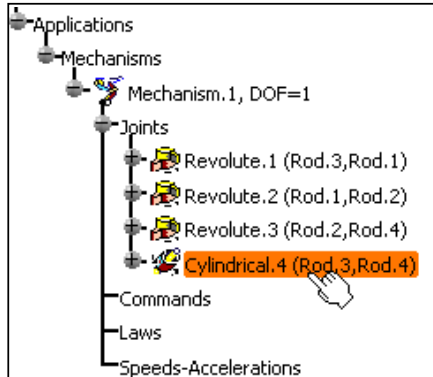 Applications
Mechanisms
Mechanism.1, DOF=1
Joints
Revolute.1 (Rod.3,Rod.1)
Revolute.2 (Rod.1,Rod.2)
Revolute.3 (Rod.2,Rod.4)
Cylindrical.4 (Rod.3,Rod.4)
Commands
Laws
Speeds-Accelerations